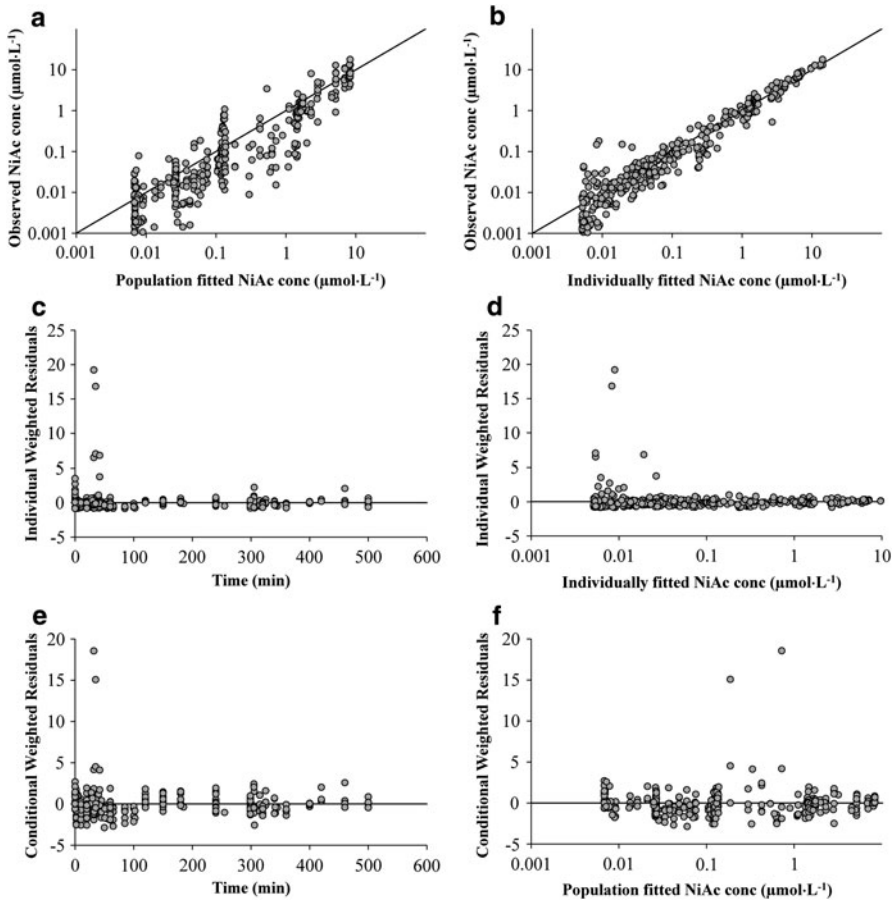 a
Observed NiAc conc (µmol·L-1)
10
1
0.1
0.01
0.001
0.001 0.01 0.1 1 10
Population fitted NiAc conc (µmol·L-1)
b
Observed NiAc conc (µmol·L-1)
10
1
0.1
0.01
0.001
0.001 0.01 0.1 1 10
Individually fitted NiAc conc (µmol·L-1)
c
Individual Weighted Residuals
25
20
15
10
5
0
-5
0 100 200 300 400 500 600
Time (min)
d
Individual Weighted Residuals
25
20
15
10
5
0
-5
0.001 0.01 0.1 1 10
Individually fitted NiAc conc (µmol·L-1)
e
Conditional Weighted Residuals
20
15
10
5
0
-5
0 100 200 300 400 500 600
Time (min)
f
Conditional Weighted Residuals
20
15
10
5
0
-5
0.001 0.01 0.1 1
Population fitted NiAc conc (µmol·L-1)